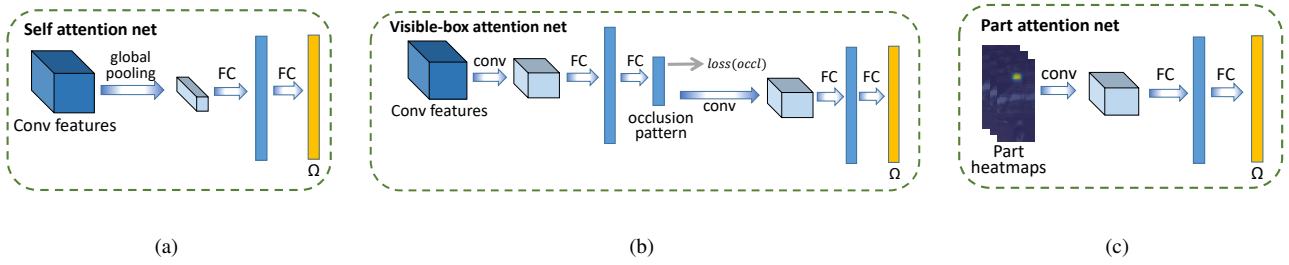 Self attention net
global
pooling
FC
FC
Conv features
Ω
(a)
Visible-box attention net
conv
FC
FC
loss(occl)
Conv features
occlusion
pattern
conv
FC
FC
Ω
(b)
Part attention net
conv
FC
FC
Part
heatmaps
Ω
(c)